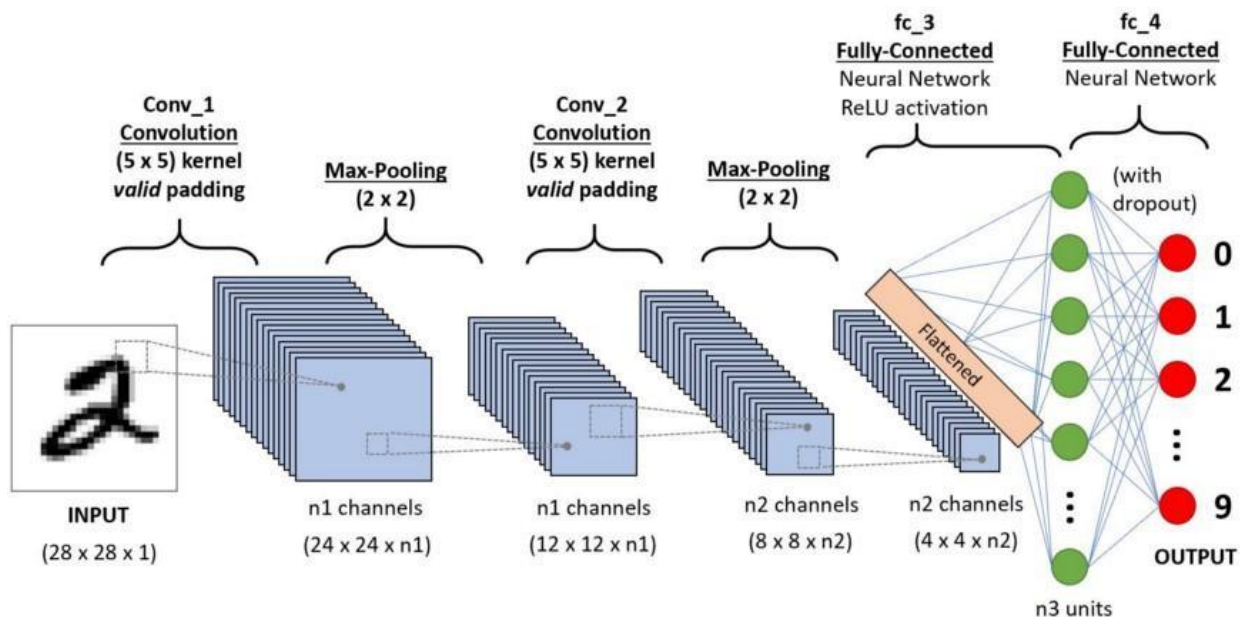 fc_3
Fully-Connected
Neural Network
ReLU activation
fc_4
Fully-Connected
Neural Network
Conv_1
Convolution
(5 x 5) kernel
valid padding
Max-Pooling
(2 x 2)
Conv_2
Convolution
(5 x 5) kernel
valid padding
Max-Pooling
(2 x 2)
(with
dropout)
Flattened
0
1
2
9
INPUT
(28 x 28 x 1)
n1 channels
(24 x 24 x n1)
n1 channels
(12 x 12 x n1)
n2 channels
(8 x 8 x n2)
n2 channels
(4 x 4 x n2)
OUTPUT
n3 units
2